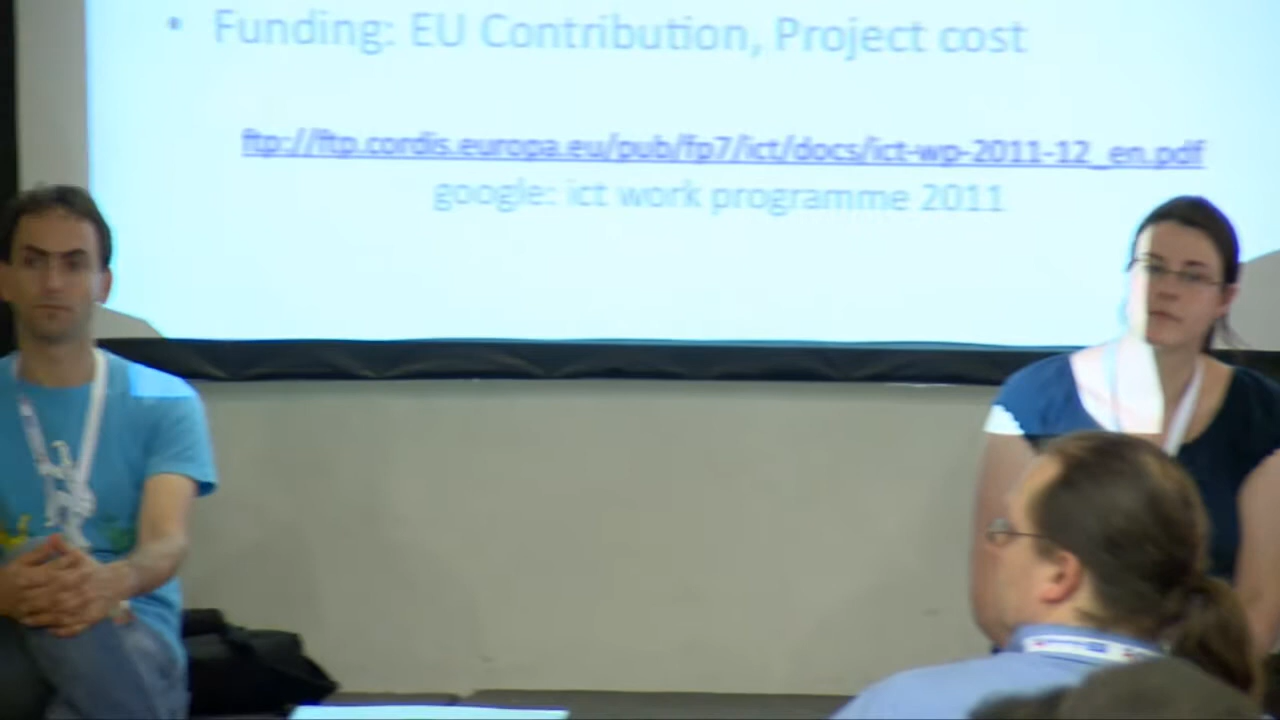 • Funding: EU Contribution, Project cost
ftp://ftp.cordis.europa.eu/pub/fp7/ict/docs/ict-wp-2011-12_en.pdf
google: ict work programme 2011